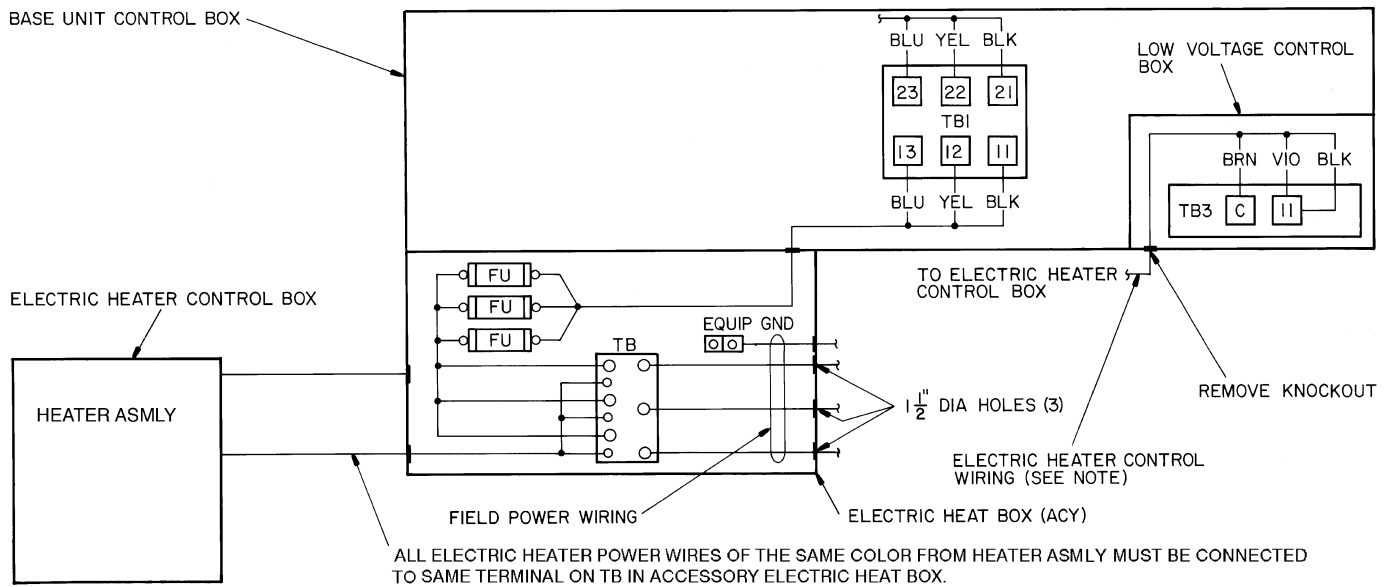 BASE UNIT CONTROL BOX
BLU YEL BLK
23 22 21
TB1
13 12 11
BLU YEL BLK
LOW VOLTAGE CONTROL
BOX
BRN VIO BLK
TB3 C 11
TO ELECTRIC HEATER
CONTROL BOX
ELECTRIC HEATER CONTROL BOX
HEATER ASMLY
FU
FU
FU
EQUIP GND
TB
1 1/2" DIA HOLES (3)
REMOVE KNOCKOUT
ELECTRIC HEATER CONTROL
WIRING (SEE NOTE)
FIELD POWER WIRING
ELECTRIC HEAT BOX (ACY)
ALL ELECTRIC HEATER POWER WIRES OF THE SAME COLOR FROM HEATER ASMLY MUST BE CONNECTED
TO SAME TERMINAL ON TB IN ACCESSORY ELECTRIC HEAT BOX.